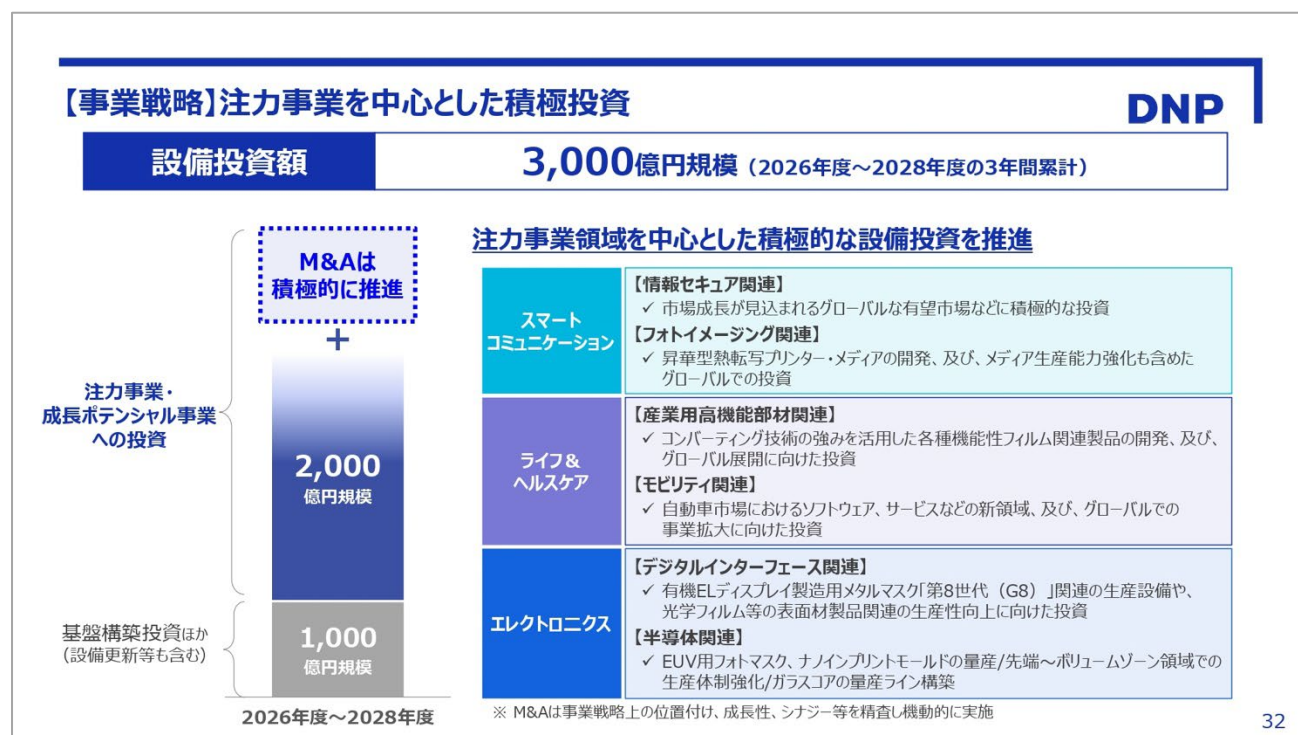 【事業戦略】注力事業を中心とした積極投資
DNP
設備投資額
3,000億円規模（2026年度～2028年度の3年間累計）
M&Aは
積極的に推進
+
注力事業・
成長ポテンシャル事業
への投資
2,000
億円規模
基盤構築投資ほか
（設備更新等も含む）
1,000
億円規模
2026年度～2028年度
注力事業領域を中心とした積極的な設備投資を推進
スマート
コミュニケーション
【情報セキュア関連】
✓ 市場成長が見込まれるグローバルな有望市場などに積極的な投資
【フォトイメージング関連】
✓ 昇華型熱転写プリンター・メディアの開発、及び、メディア生産能力強化も含めた
グローバルでの投資
ライフ＆
ヘルスケア
【産業用高機能部材関連】
✓ コンバーティング技術の強みを活用した各種機能性フィルム関連製品の開発、及び、
グローバル展開に向けた投資
【モビリティ関連】
✓ 自動車市場におけるソフトウェア、サービスなどの新領域、及び、グローバルでの
事業拡大に向けた投資
エレクトロニクス
【デジタルインターフェース関連】
✓ 有機ELディスプレイ製造用メタルマスク「第8世代（G8）」関連の生産設備や、
光学フィルム等の表面材製品関連の生産性向上に向けた投資
【半導体関連】
✓ EUV用フォトマスク、ナノインプリントモールドの量産/先端～ボリュームゾーン領域での
生産体制強化/ガラスコアの量産ライン構築
※ M&Aは事業戦略上の位置付け、成長性、シナジー等を精査し機動的に実施
32